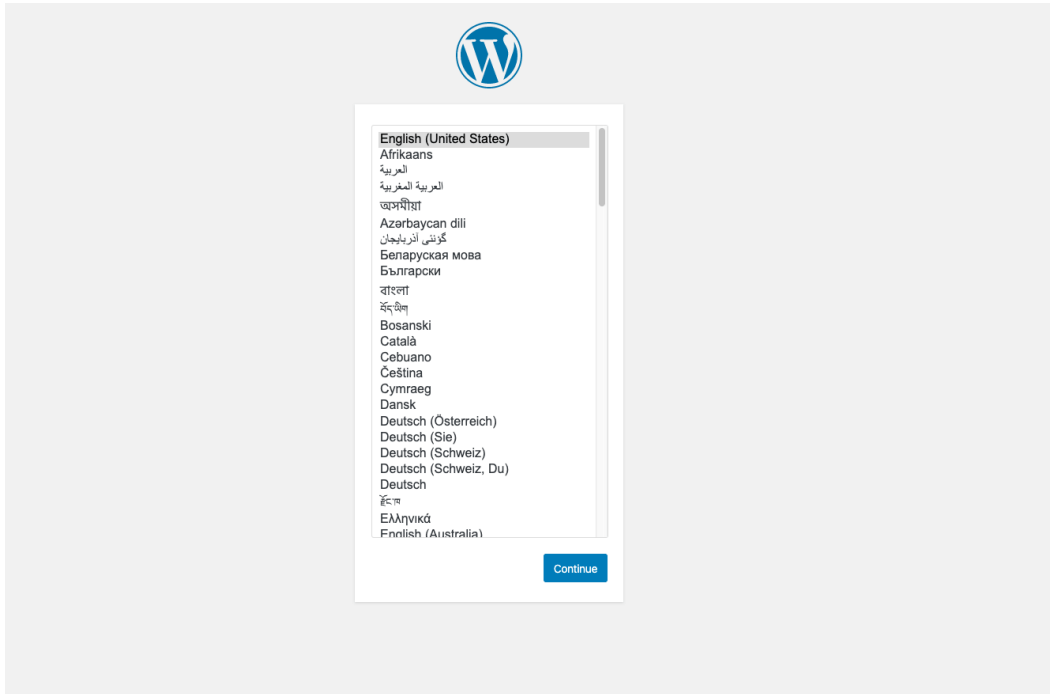 English (United States)
Afrikaans
العربية
العربية المغربية
অসমীয়া
Azərbaycan dili
گؤنئی آذربایجان
Беларуская мова
Български
বাংলা
བོད་ཡིག
Bosanski
Català
Cebuano
Čeština
Cymraeg
Dansk
Deutsch (Österreich)
Deutsch (Sie)
Deutsch (Schweiz)
Deutsch (Schweiz, Du)
Deutsch
རྫོང་ཁ
Ελληνικά
English (Australia)
Continue